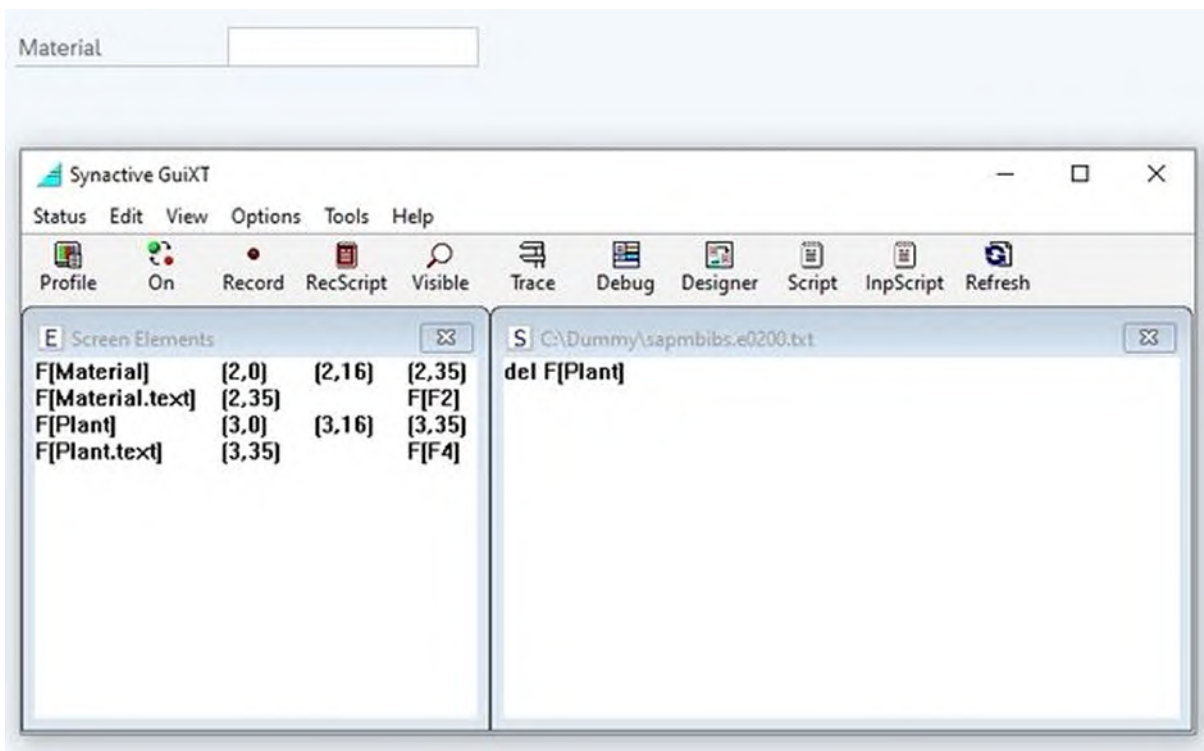 Material
Synactive GuiXT
Status Edit View Options Tools Help
Profile On Record RecScript Visible Trace Debug Designer Script InpScript Refresh
E Screen Elements
F[Material] (2,0) (2,16) (2,35)
F[Material.text] (2,35) F[F2]
F[Plant] (3,0) (3,16) (3,35)
F[Plant.text] (3,35) F[F4]
S C:\Dummy\sapmbibs.e0200.txt
del F[Plant]